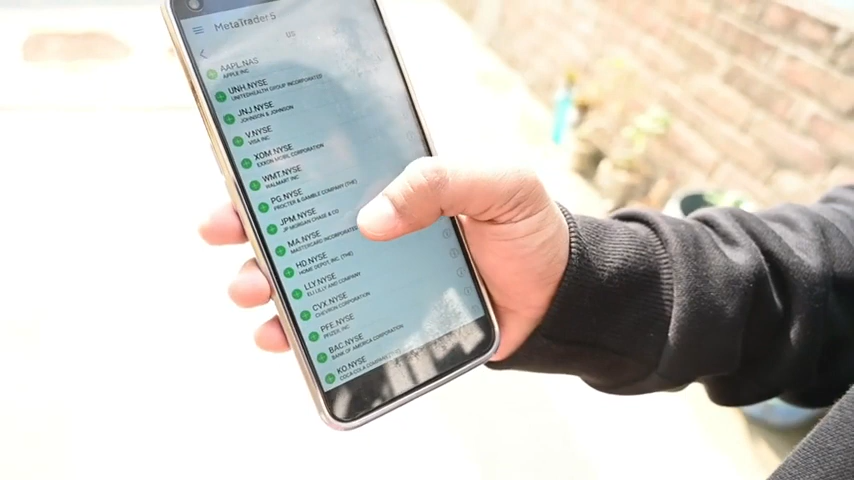 MetaTrader 5
US
AAPL.NAS
APPLE INC
UNH.NYSE
UNITEDHEALTH GROUP INCORPORATED
JNJ.NYSE
JOHNSON & JOHNSON
V.NYSE
VISA INC
XOM.NYSE
EXXON MOBIL CORPORATION
WMT.NYSE
WALMART INC
PG.NYSE
PROCTER & GAMBLE COMPANY (THE)
JPM.NYSE
JP MORGAN CHASE & CO
MA.NYSE
MASTERCARD INCORPORATED
HD.NYSE
HOME DEPOT, INC. (THE)
LLY.NYSE
ELI LILLY AND COMPANY
CVX.NYSE
CHEVRON CORPORATION
PFE.NYSE
PFIZER, INC.
BAC.NYSE
BANK OF AMERICA CORPORATION
KO.NYSE
COCA-COLA COMPANY